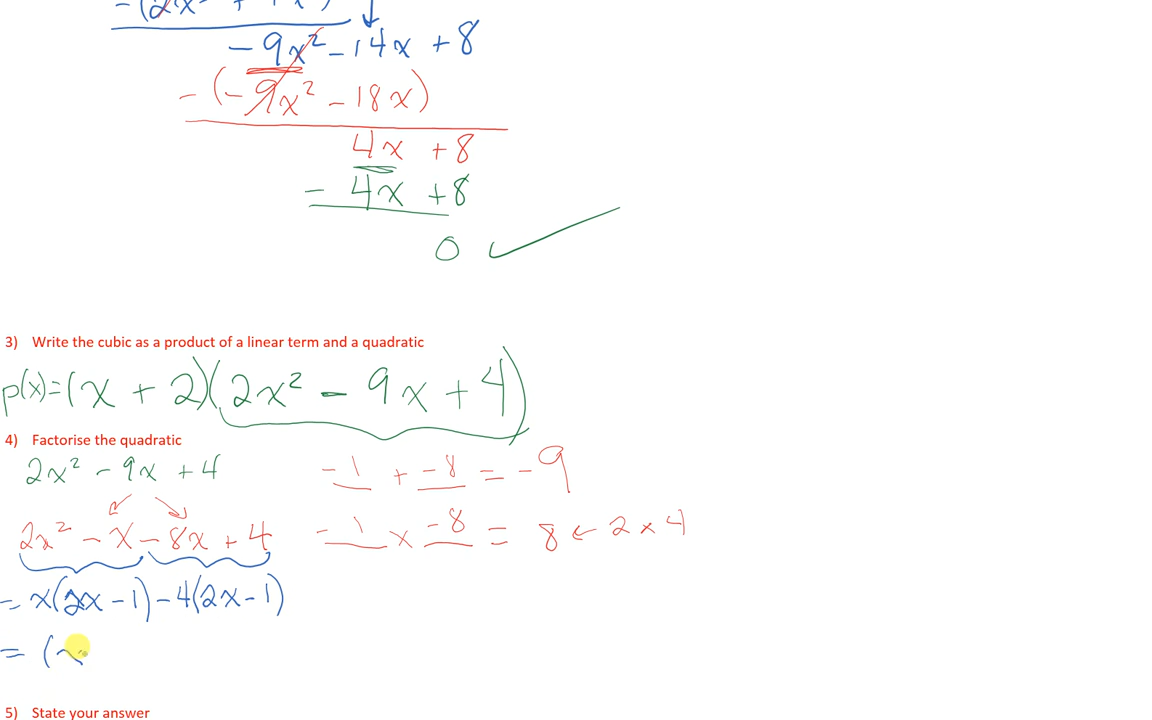 - 9x² - 14x + 8
- (- 9x² - 18x)
4x + 8
- 4x + 8
0 ✓
3) Write the cubic as a product of a linear term and a quadratic
p(x) = (x + 2)(2x² - 9x + 4)
4) Factorise the quadratic
2x² - 9x + 4
-1 + -8 = -9
2x² - x - 8x + 4
-1 x -8 = 8 ← 2 x 4
= x(2x - 1) - 4(2x - 1)
= (
5) State your answer